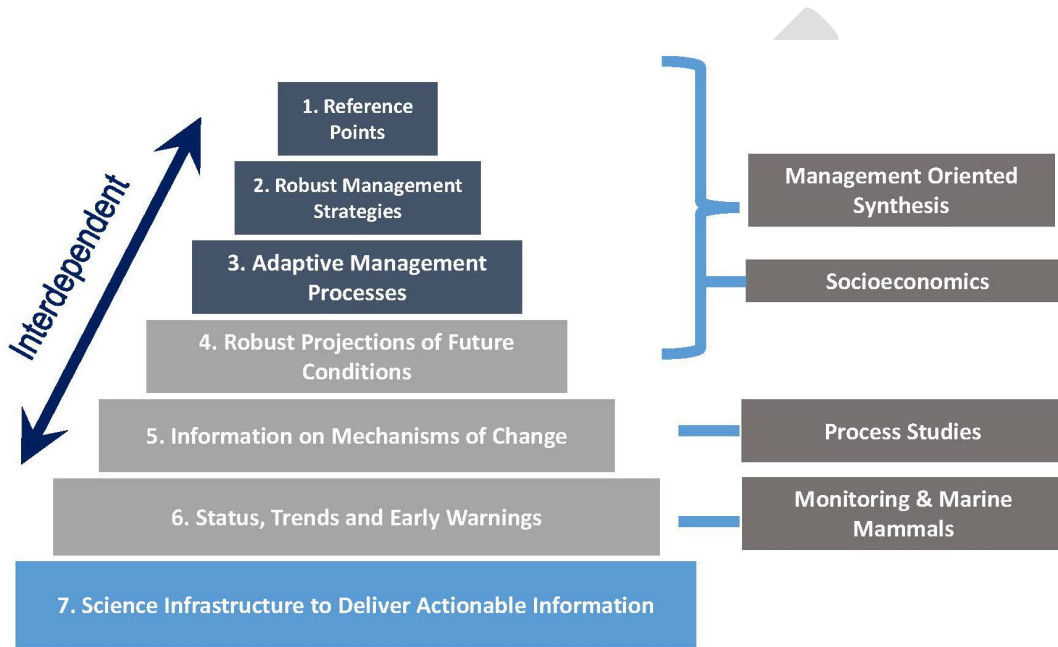 1. Reference
Points
2. Robust Management
Strategies
3. Adaptive Management
Processes
4. Robust Projections of Future
Conditions
5. Information on Mechanisms of Change
6. Status, Trends and Early Warnings
7. Science Infrastructure to Deliver Actionable Information
Interdependent
Management Oriented
Synthesis
Socioeconomics
Process Studies
Monitoring & Marine
Mammals